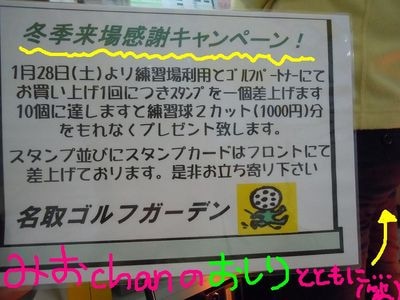 冬季来場感謝キャンペーン!
1月28日(土)より練習場利用とゴルフパートナーにて
お買い上げ1回につきスタンプを一個差上げます
10個に達しますと練習球2カット(1000円)分
をもれなくプレゼント致します。
スタンプ並びにスタンプカードはフロントにて
差上げております。是非お立ち寄り下さい
名取ゴルフガーデン
みおchanのおしりとともに…(笑)